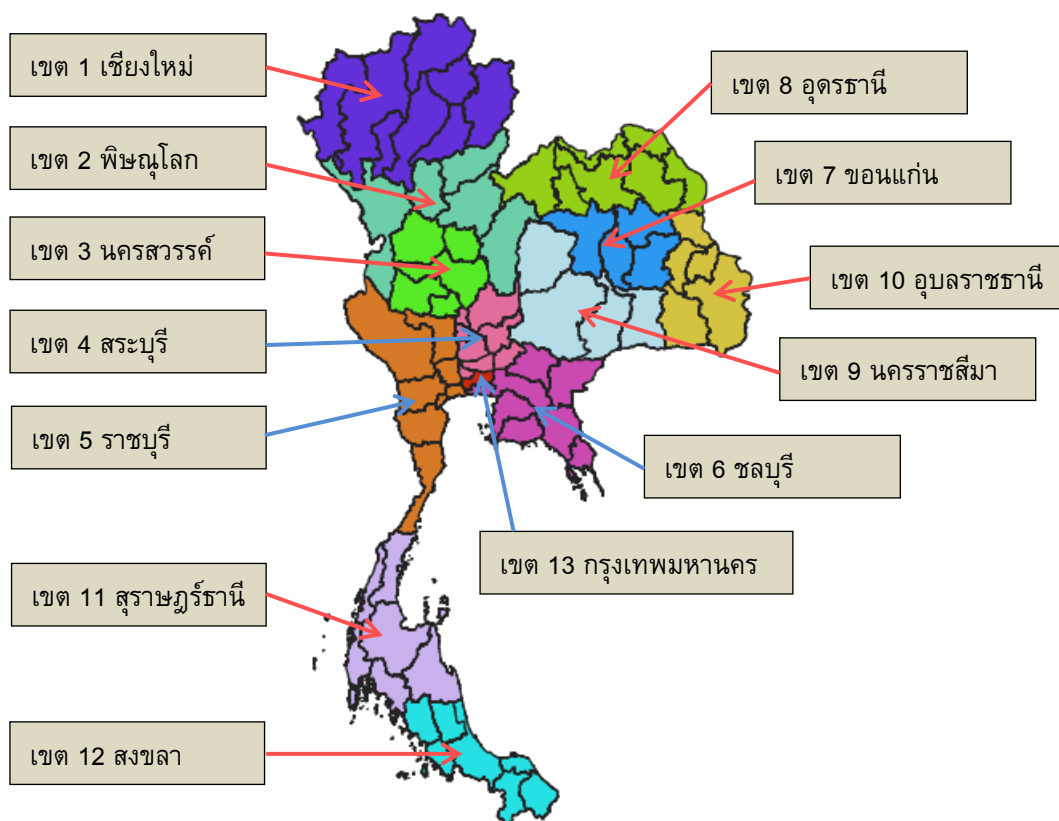 เขต 1 เชียงใหม่
เขต 2 พิษณุโลก
เขต 3 นครสวรรค์
เขต 4 สระบุรี
เขต 5 ราชบุรี
เขต 8 อุดรธานี
เขต 7 ขอนแก่น
เขต 10 อุบลราชธานี
เขต 9 นครราชสีมา
เขต 6 ชลบุรี
เขต 13 กรุงเทพมหานคร
เขต 11 สุราษฎร์ธานี
เขต 12 สงขลา